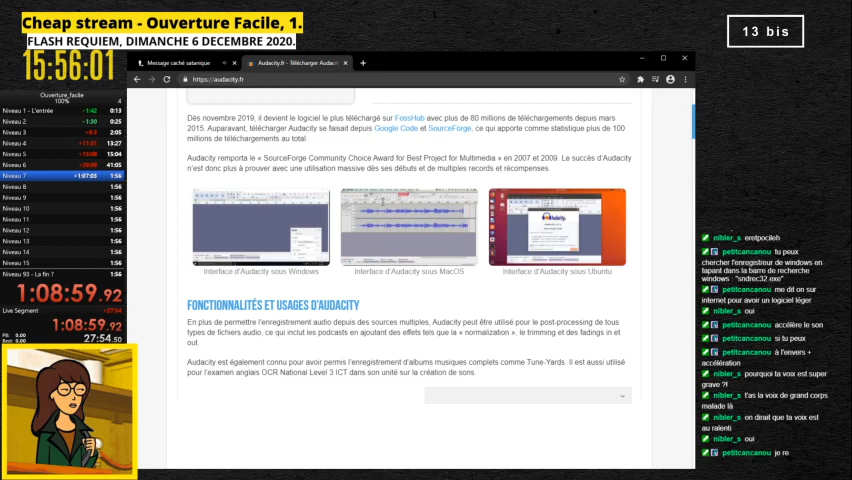 Cheap stream - Ouverture Facile, 1.
FLASH REQUIEM, DIMANCHE 6 DECEMBRE 2020.
15:56:01
13 bis
Ouverture_facile
100% 4
Niveau 1 - L'entrée -1:42 0:13
Niveau 2 -1:30 0:25
Niveau 3 +9.3 2:05
Niveau 4 +11:31 13:27
Niveau 5 +13:08 15:04
Niveau 6 +39:09 41:05
Niveau 7 +1:07:03 1:56
Niveau 8 1:56
Niveau 9 1:56
Niveau 10 1:56
Niveau 11 1:56
Niveau 12 1:56
Niveau 13 1:56
Niveau 14 1:56
Niveau 15 1:56
Niveau 93 - La fin ? 1:56
1:08:59.92
Live Segment +27:54
1:08:59.92
PB: 0.00
Best: 0.00
27:54.50
Message caché satanique
Audacity.fr - Télécharger Audacity
https://audacity.fr
Dès novembre 2019, il devient le logiciel le plus téléchargé sur FossHub avec plus de 80 millions de téléchargements depuis mars
2015. Auparavant, télécharger Audacity se faisait depuis Google Code et SourceForge, ce qui apporte comme statistique plus de 100
millions de téléchargements au total.
Audacity remporta le « SourceForge Community Choice Award for Best Project for Multimedia » en 2007 et 2009. Le succès d'Audacity
n'est donc plus à prouver avec une utilisation massive dès ses débuts et de multiples records et récompenses.
Audacity
Interface d'Audacity sous Windows
Interface d'Audacity sous MacOS
Interface d'Audacity sous Ubuntu
FONCTIONNALITÉS ET USAGES D'AUDACITY
En plus de permettre l'enregistrement audio depuis des sources multiples, Audacity peut être utilisé pour le post-processing de tous
types de fichiers audio, ce qui inclut les podcasts en ajoutant des effets tels que la « normalization », le trimming et des fadings in et
out.
Audacity est également connu pour avoir permis l'enregistrement d'albums musiques complets comme Tune-Yards. Il est aussi utilisé
pour l'examen anglais OCR National Level 3 ICT dans son unité sur la création de sons.
nibler_s eretpocileh
petitcancanou tu peux
chercher l'enregistreur de windows en
tapant dans la barre de recherche
windows : "sndrec32.exe"
petitcancanou me dit on sur
internet pour avoir un logiciel léger
nibler_s oui
petitcancanou accélère le son
petitcancanou si tu peux
petitcancanou à l'envers +
accélération
nibler_s pourquoi ta voix est super
grave ?!
nibler_s t'as la voix de grand corps
malade là
nibler_s on dirait que ta voix est
au ralenti
nibler_s oui
petitcancanou je re